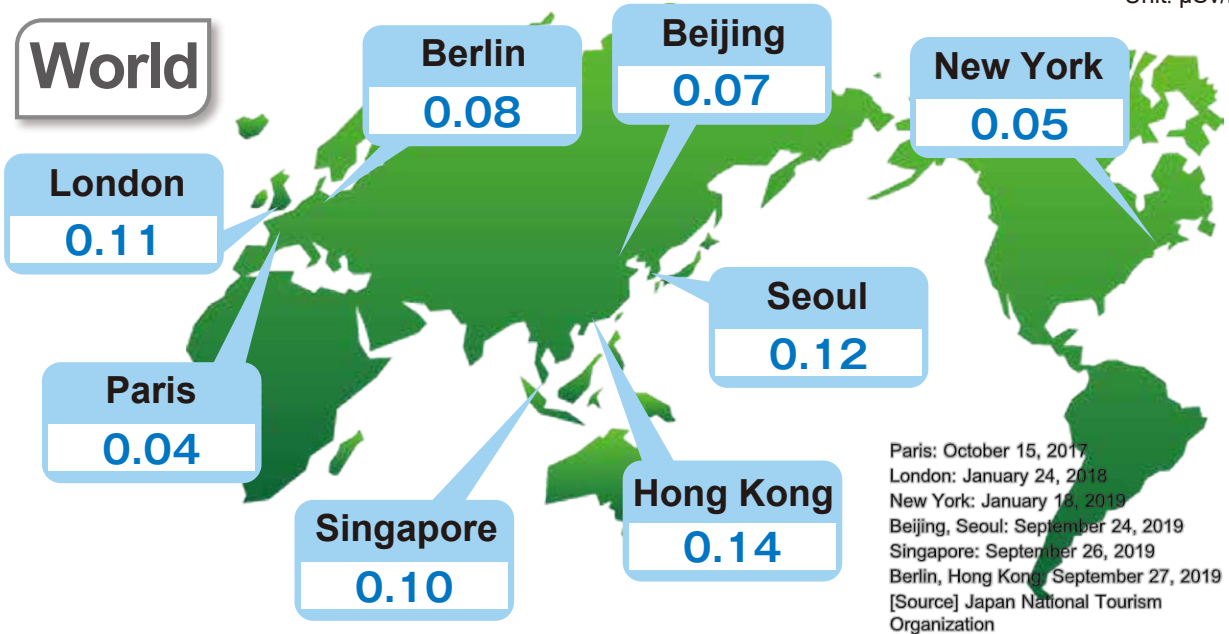 World
Berlin
0.08
Beijing
0.07
New York
0.05
London
0.11
Seoul
0.12
Paris
0.04
Singapore
0.10
Hong Kong
0.14
Paris: October 15, 2017
London: January 24, 2018
New York: January 18, 2019
Beijing, Seoul: September 24, 2019
Singapore: September 26, 2019
Berlin, Hong Kong: September 27, 2019
[Source] Japan National Tourism
Organization